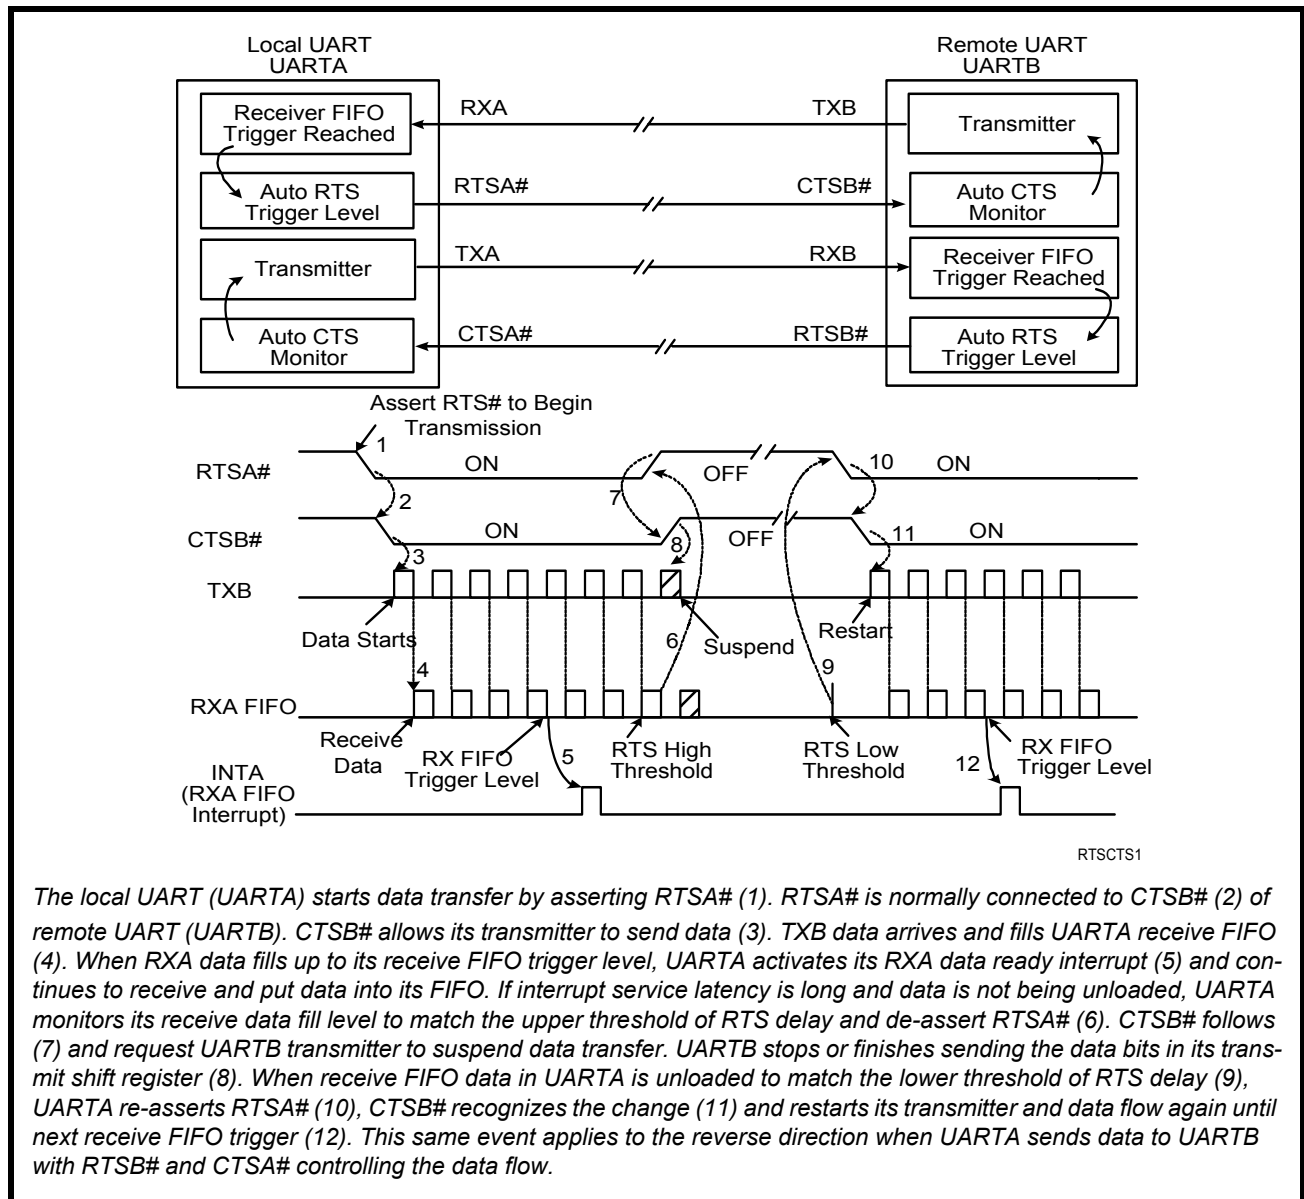 Local UART
UARTA
Remote UART
UARTB
Receiver FIFO
Trigger Reached
RXA
TXB
Transmitter
Auto RTS
Trigger Level
RTSA#
CTSB#
Auto CTS
Monitor
Transmitter
TXA
RXB
Receiver FIFO
Trigger Reached
Auto CTS
Monitor
CTSA#
RTSB#
Auto RTS
Trigger Level
Assert RTS# to Begin
Transmission
1
RTSA#
ON
OFF
10
ON
2
7
CTSB#
ON
OFF
11
ON
3
8
TXB
Data Starts
6
Suspend
Restart
4
9
RXA FIFO
Receive
Data
RX FIFO
Trigger Level
5
RTS High
Threshold
RTS Low
Threshold
12
RX FIFO
Trigger Level
INTA
(RXA FIFO
Interrupt)
RTSCTS1
The local UART (UARTA) starts data transfer by asserting RTSA# (1). RTSA# is normally connected to CTSB# (2) of
remote UART (UARTB). CTSB# allows its transmitter to send data (3). TXB data arrives and fills UARTA receive FIFO
(4). When RXA data fills up to its receive FIFO trigger level, UARTA activates its RXA data ready interrupt (5) and con-
tinues to receive and put data into its FIFO. If interrupt service latency is long and data is not being unloaded, UARTA
monitors its receive data fill level to match the upper threshold of RTS delay and de-assert RTSA# (6). CTSB# follows
(7) and request UARTB transmitter to suspend data transfer. UARTB stops or finishes sending the data bits in its trans-
mit shift register (8). When receive FIFO data in UARTA is unloaded to match the lower threshold of RTS delay (9),
UARTA re-asserts RTSA# (10), CTSB# recognizes the change (11) and restarts its transmitter and data flow again until
next receive FIFO trigger (12). This same event applies to the reverse direction when UARTA sends data to UARTB
with RTSB# and CTSA# controlling the data flow.